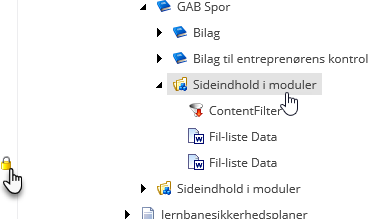 GAB Spor
Bilag
Bilag til entreprenørens kontrol
Sideindhold i moduler
ContentFilter
Fil-liste Data
Fil-liste Data
Sideindhold i moduler
Jernbanesikkerhedsplaner